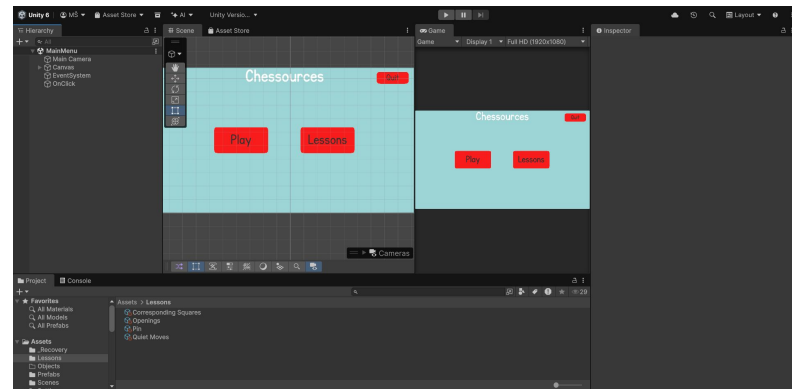 Unity 6 MŠ Asset Store AI Unity Versio... Layout
Hierarchy Scene Asset Store Game Inspector
All Game Display 1 Full HD (1920x1080)
MainMenu
Main Camera
Canvas
EventSystem
OnClick
Chessources
Play Lessons
Chessources
Play Lessons
Cameras
Project Console
29
Favorites
All Materials
All Models
All Prefabs
Assets
_Recovery
Lessons
Objects
Prefabs
Scenes
Assets > Lessons
Corresponding Squares
Openings
Pin
Quiet Moves